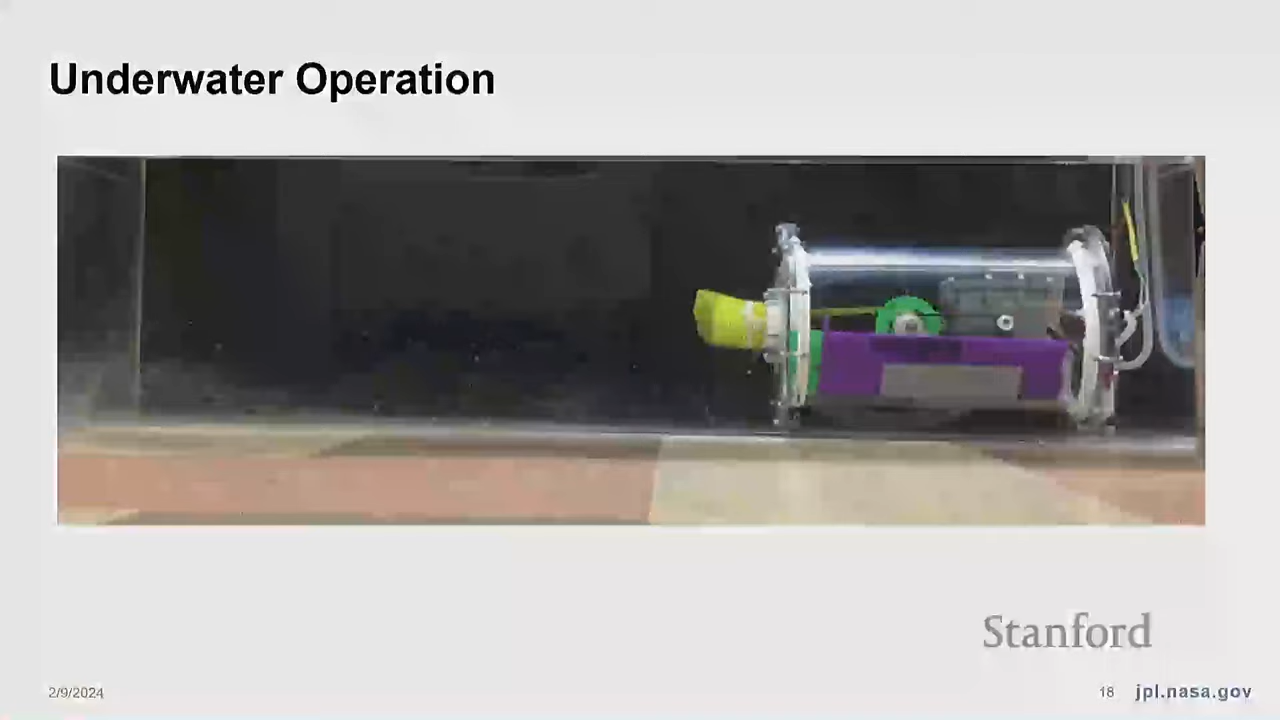 Underwater Operation
Stanford
2/9/2024
18
jpl.nasa.gov